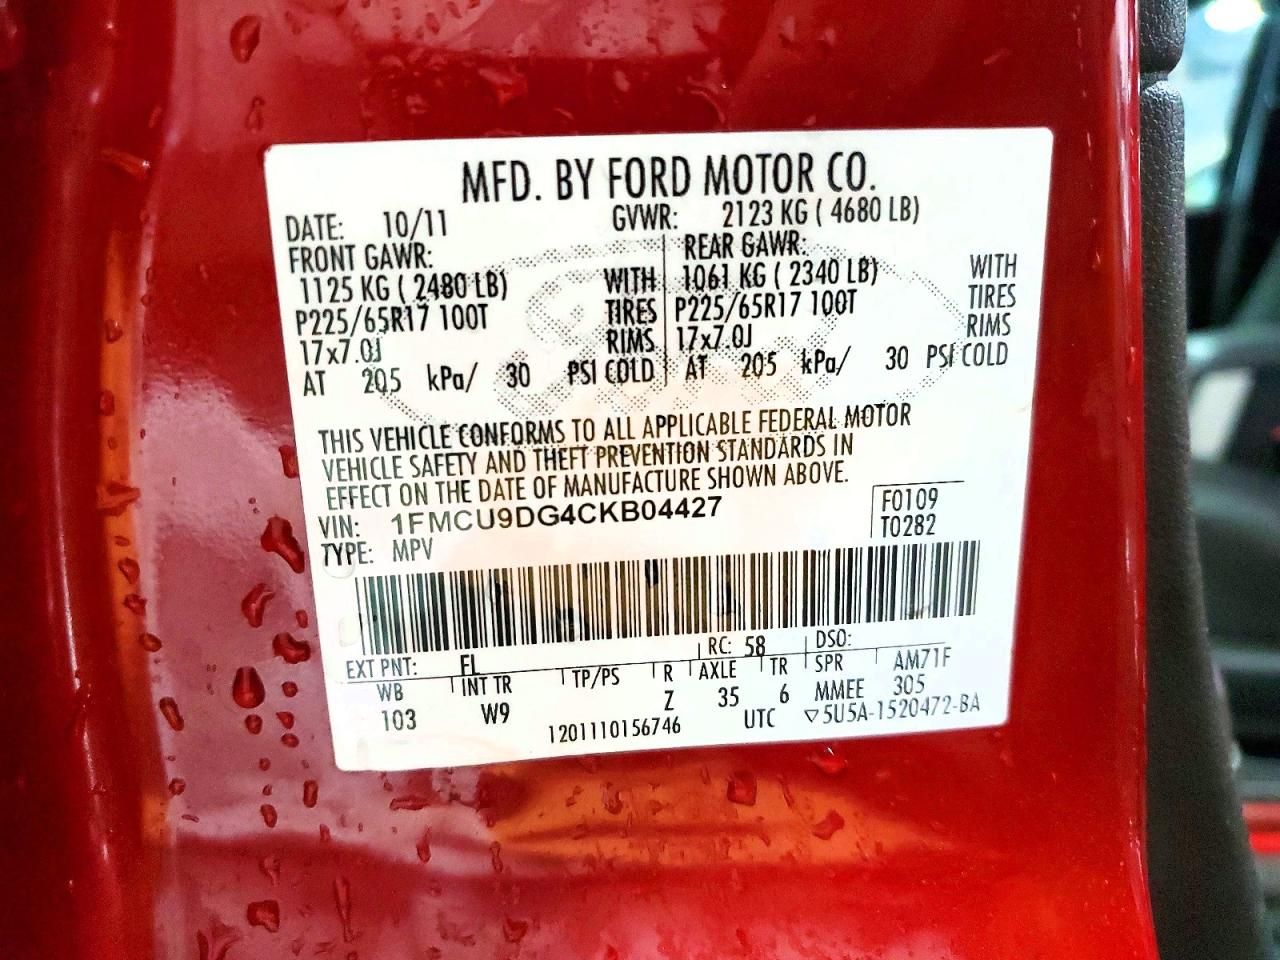 MFD. BY FORD MOTOR CO.
DATE: 10/11 GVWR: 2123 KG ( 4680 LB)
FRONT GAWR: REAR GAWR:
1125 KG ( 2480 LB) WITH 1061 KG ( 2340 LB) WITH
P225/65R17 100T TIRES P225/65R17 100T TIRES
17x7.0J RIMS 17x7.0J RIMS
AT 205 kPa/ 30 PSI COLD AT 205 kPa/ 30 PSI COLD
THIS VEHICLE CONFORMS TO ALL APPLICABLE FEDERAL MOTOR
VEHICLE SAFETY AND THEFT PREVENTION STANDARDS IN
EFFECT ON THE DATE OF MANUFACTURE SHOWN ABOVE.
VIN: 1FMCU9DG4CKB04427 F0109
TYPE: MPV T0282
EXT PNT: FL RC: 58 DSO:
WB INT TR TP/PS R AXLE TR SPR AM71F
103 W9 Z 35 6 MMEE 305
1201110156746 UTC ▽5U5A-1520472-BA